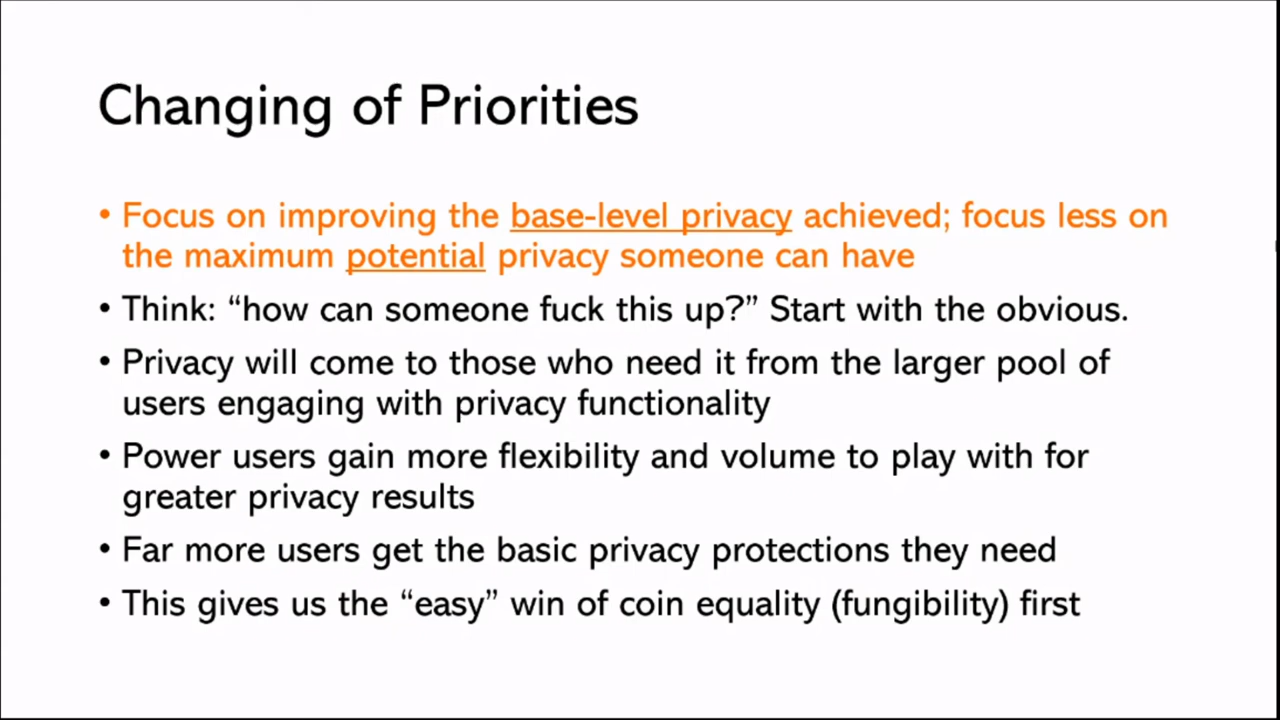 Changing of Priorities
• Focus on improving the base-level privacy achieved; focus less on
the maximum potential privacy someone can have
• Think: “how can someone fuck this up?” Start with the obvious.
• Privacy will come to those who need it from the larger pool of
users engaging with privacy functionality
• Power users gain more flexibility and volume to play with for
greater privacy results
• Far more users get the basic privacy protections they need
• This gives us the “easy” win of coin equality (fungibility) first